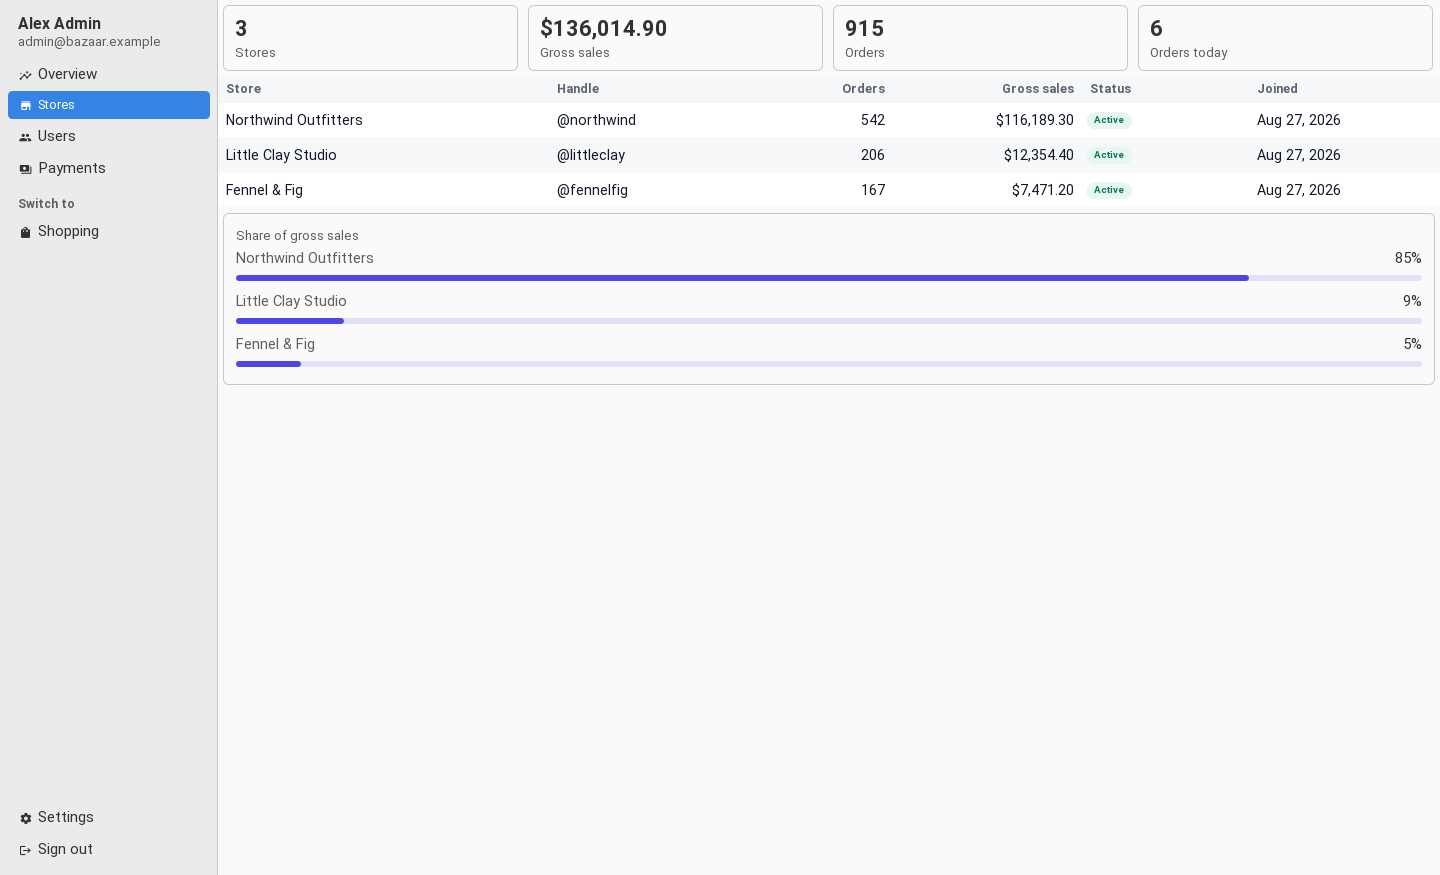 Alex Admin
admin@bazaar.example
Overview
Stores
Users
Payments
Switch to
Shopping
Settings
Sign out
3
Stores
$136,014.90
Gross sales
915
Orders
6
Orders today
Store Handle Orders Gross sales Status Joined
Northwind Outfitters @northwind 542 $116,189.30 Active Aug 27, 2026
Little Clay Studio @littleclay 206 $12,354.40 Active Aug 27, 2026
Fennel & Fig @fennelfig 167 $7,471.20 Active Aug 27, 2026
Share of gross sales
Northwind Outfitters 85%
Little Clay Studio 9%
Fennel & Fig 5%